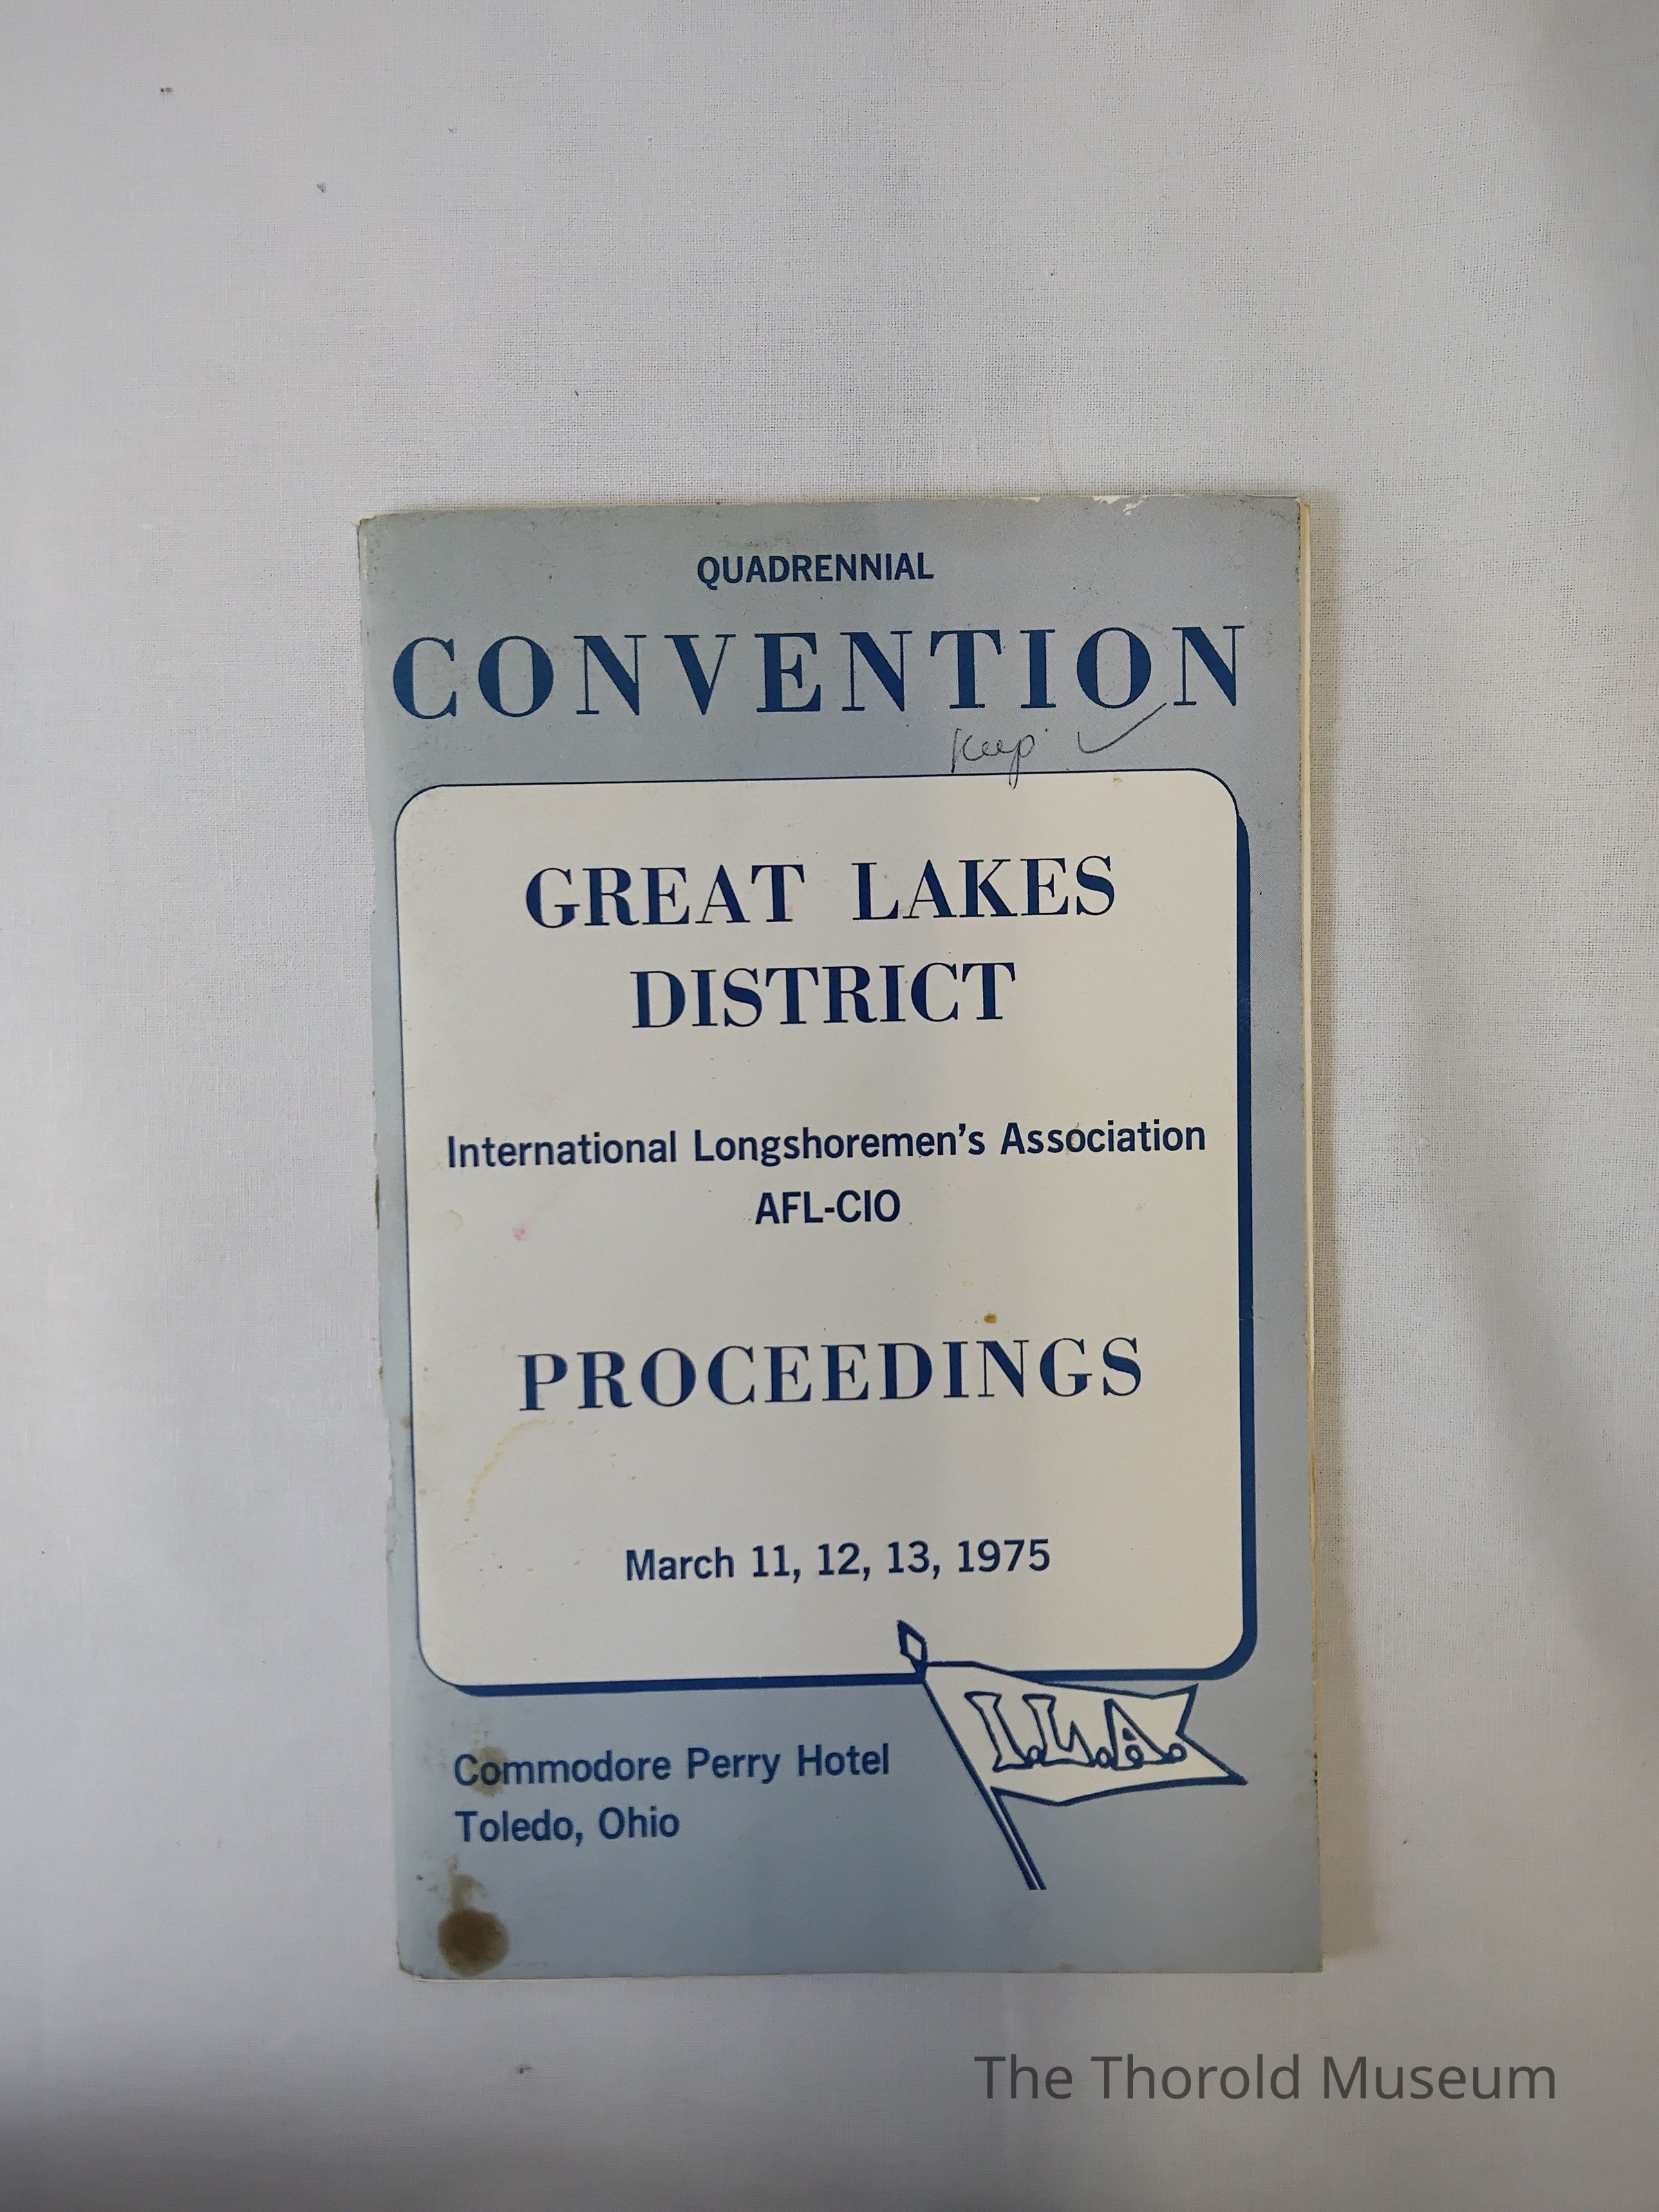 QUADRENNIAL
CONVENTION
Keep ✓
GREAT LAKES
DISTRICT
International Longshoremen's Association
AFL-CIO
PROCEEDINGS
March 11, 12, 13, 1975
I.L.A.
Commodore Perry Hotel
Toledo, Ohio
The Thorold Museum